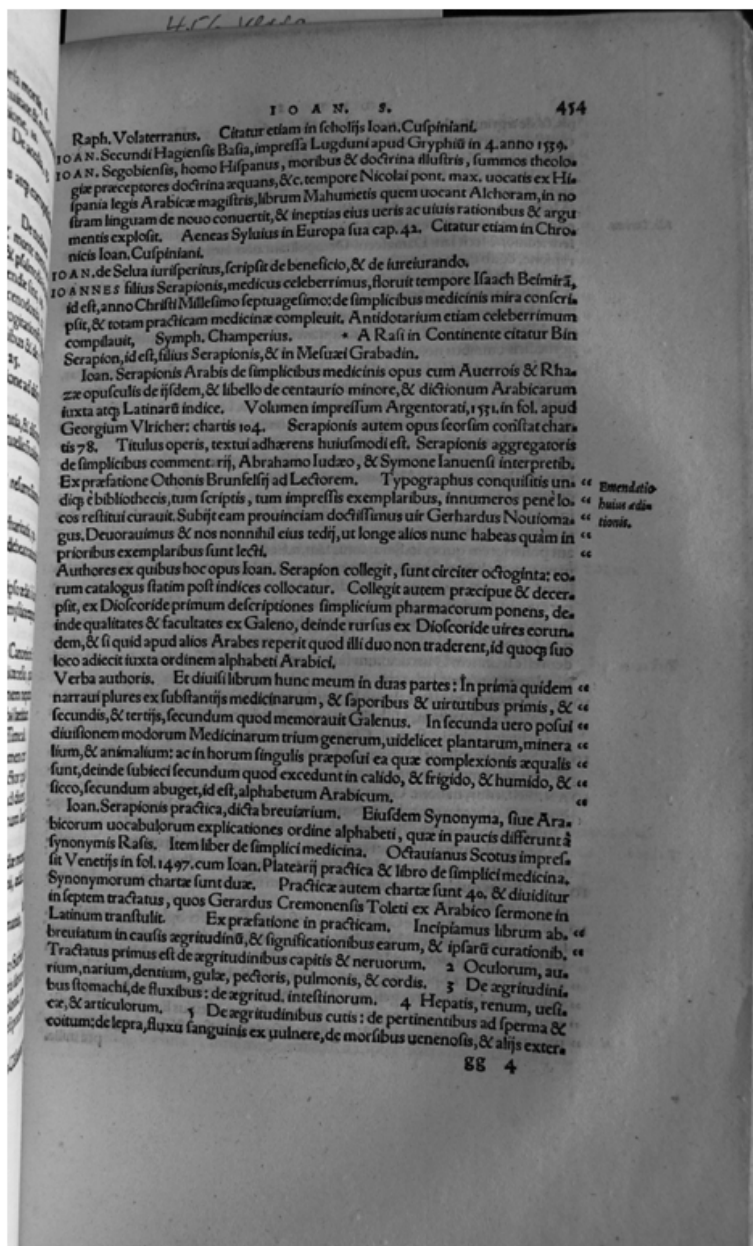 IOAN. S. 454
Raph. Volaterranus. Citatur etiam in scholijs Ioan. Cuspiniani.
IOAN. Secundi Hagiensis Basia, impressa Lugduni apud Gryphiũ in 4. anno 1539.
IOAN. Segobiensis, homo Hispanus, moribus & doctrina illustris, summos theolo-
giæ præceptores doctrina æquans, &c. tempore Nicolai pont. max. uocatis ex Hi-
spania legis Arabicæ magistris, librum Mahumetis quem uocant Alchoram, in no
stram linguam de nouo conuertit, & ineptias eius ueris ac uiuis rationibus & argu
mentis explosit. Aeneas Syluius in Europa sua cap. 42. Citatur etiam in Chro-
nicis Ioan. Cuspiniani.
IOAN. de Selua iurisperitus, scripsit de beneficio, & de iureiurando.
IOANNES filius Serapionis, medicus celeberrimus, floruit tempore Isaach Beimirã,
id est, anno Christi Millesimo septuagesimo: de simplicibus medicinis mira conscri-
psit, & totam practicam medicinæ compleuit. Antidotarium etiam celeberrimum
compilauit, Symph. Champerius. * A Rasi in Continente citatur Bin
Serapion, id est, filius Serapionis, & in Mesuæi Grabadin.
Ioan. Serapionis Arabis de simplicibus medicinis opus cum Auerrois & Rha-
zæ opusculis de ijsdem, & libello de centaurio minore, & dictionum Arabicarum
iuxta atq; Latinarũ indice. Volumen impressum Argentorati, 1531. in fol. apud
Georgium Vlricher: chartis 104. Serapionis autem opus seorsim constat char-
tis 78. Titulus operis, textui adhærens huiusmodi est. Serapionis aggregatoris
de simplicibus comment. rij, Abrahamo Iudæo, & Symone Ianuensi interpretib.
Ex præfatione Othonis Brunfelsij ad Lectorem. Typographus conquisitis un- “ Emendatio
diq; è bibliothecis, tum scriptis, tum impressis exemplaribus, innumeros penè lo- “ huius edi-
cos restitui curauit. Subijt eam prouinciam doctissimus uir Gerhardus Nouioma- “ tionis.
gus. Deuorauimus & nos nonnihil eius tedij, ut longe alios nunc habeas quàm in “
prioribus exemplaribus sunt lecti. “
Authores ex quibus hoc opus Ioan. Serapion collegit, sunt circiter octoginta: eo-
rum catalogus statim post indices collocatur. Collegit autem præcipue & decer-
psit, ex Dioscoride primum descriptiones simplicium pharmacorum ponens, de-
inde qualitates & facultates ex Galeno, deinde rursus ex Dioscoride uires eorun-
dem, & si quid apud alios Arabes reperit quod illi duo non traderent, id quoq; suo
loco adiecit iuxta ordinem alphabeti Arabici.
Verba authoris. Et diuisi librum hunc meum in duas partes: In prima quidem “
narraui plures ex substantijs medicinarum, & saporibus & uirtutibus primis, & “
secundis, & tertijs, secundum quod memorauit Galenus. In secunda uero posui “
diuisionem modorum Medicinarum trium generum, uidelicet plantarum, minera “
lium, & animalium: ac in horum singulis præposui ea quæ complexionis æqualis “
sunt, deinde subieci secundum quod excedunt in calido, & frigido, & humido, & “
sicco, secundum abuget, id est, alphabetum Arabicum. “
Ioan. Serapionis practica, dicta breuiarium. Eiusdem Synonyma, siue Ara-
bicorum uocabulorum explicationes ordine alphabeti, quæ in paucis differunt à
synonymis Rasis. Item liber de simplici medicina. Octauianus Scotus impres-
sit Venetijs in fol. 1497. cum Ioan. Platearij practica & libro de simplici medicina.
Synonymorum chartæ sunt duæ. Practicæ autem chartæ sunt 40. & diuiditur
in septem tractatus, quos Gerardus Cremonensis Toleti ex Arabico sermone in
Latinum transtulit. Ex præfatione in practicam. Incipiamus librum ab- “
breuiatum in causis ægritudinũ, & significationibus earum, & ipsarũ curationib. “
Tractatus primus est de ægritudinibus capitis & neruorum. 2 Oculorum, au-
rium, narium, dentium, gulæ, pectoris, pulmonis, & cordis. 3 De ægritudini-
bus stomachi, de fluxibus: de ægritud. intestinorum. 4 Hepatis, renum, uesi-
cæ, & articulorum. 5 De ægritudinibus cutis: de pertinentibus ad sperma &
coitum: de lepra, fluxu sanguinis ex uulnere, de morsibus uenenosis, & alijs exter-
gg 4